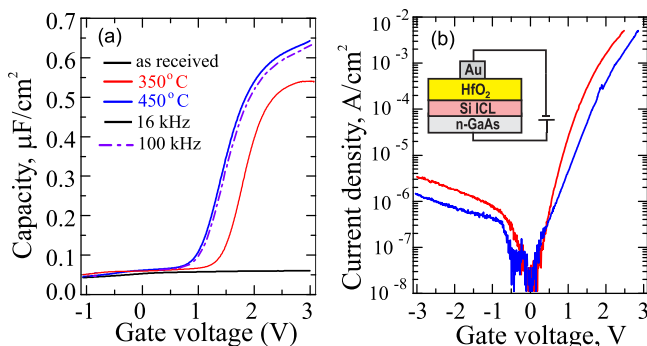 (a)
as received
350°C
450°C
16 kHz
100 kHz
0.7
0.6
0.5
0.4
0.3
0.2
0.1
0.0
-1
0
1
2
3
Capacity, µF/cm²
Gate voltage (V)
(b)
Au
HfO₂
Si ICL
n-GaAs
10⁻²
10⁻³
10⁻⁴
10⁻⁵
10⁻⁶
10⁻⁷
10⁻⁸
-3
-2
-1
0
1
2
3
Current density, A/cm²
Gate voltage, V